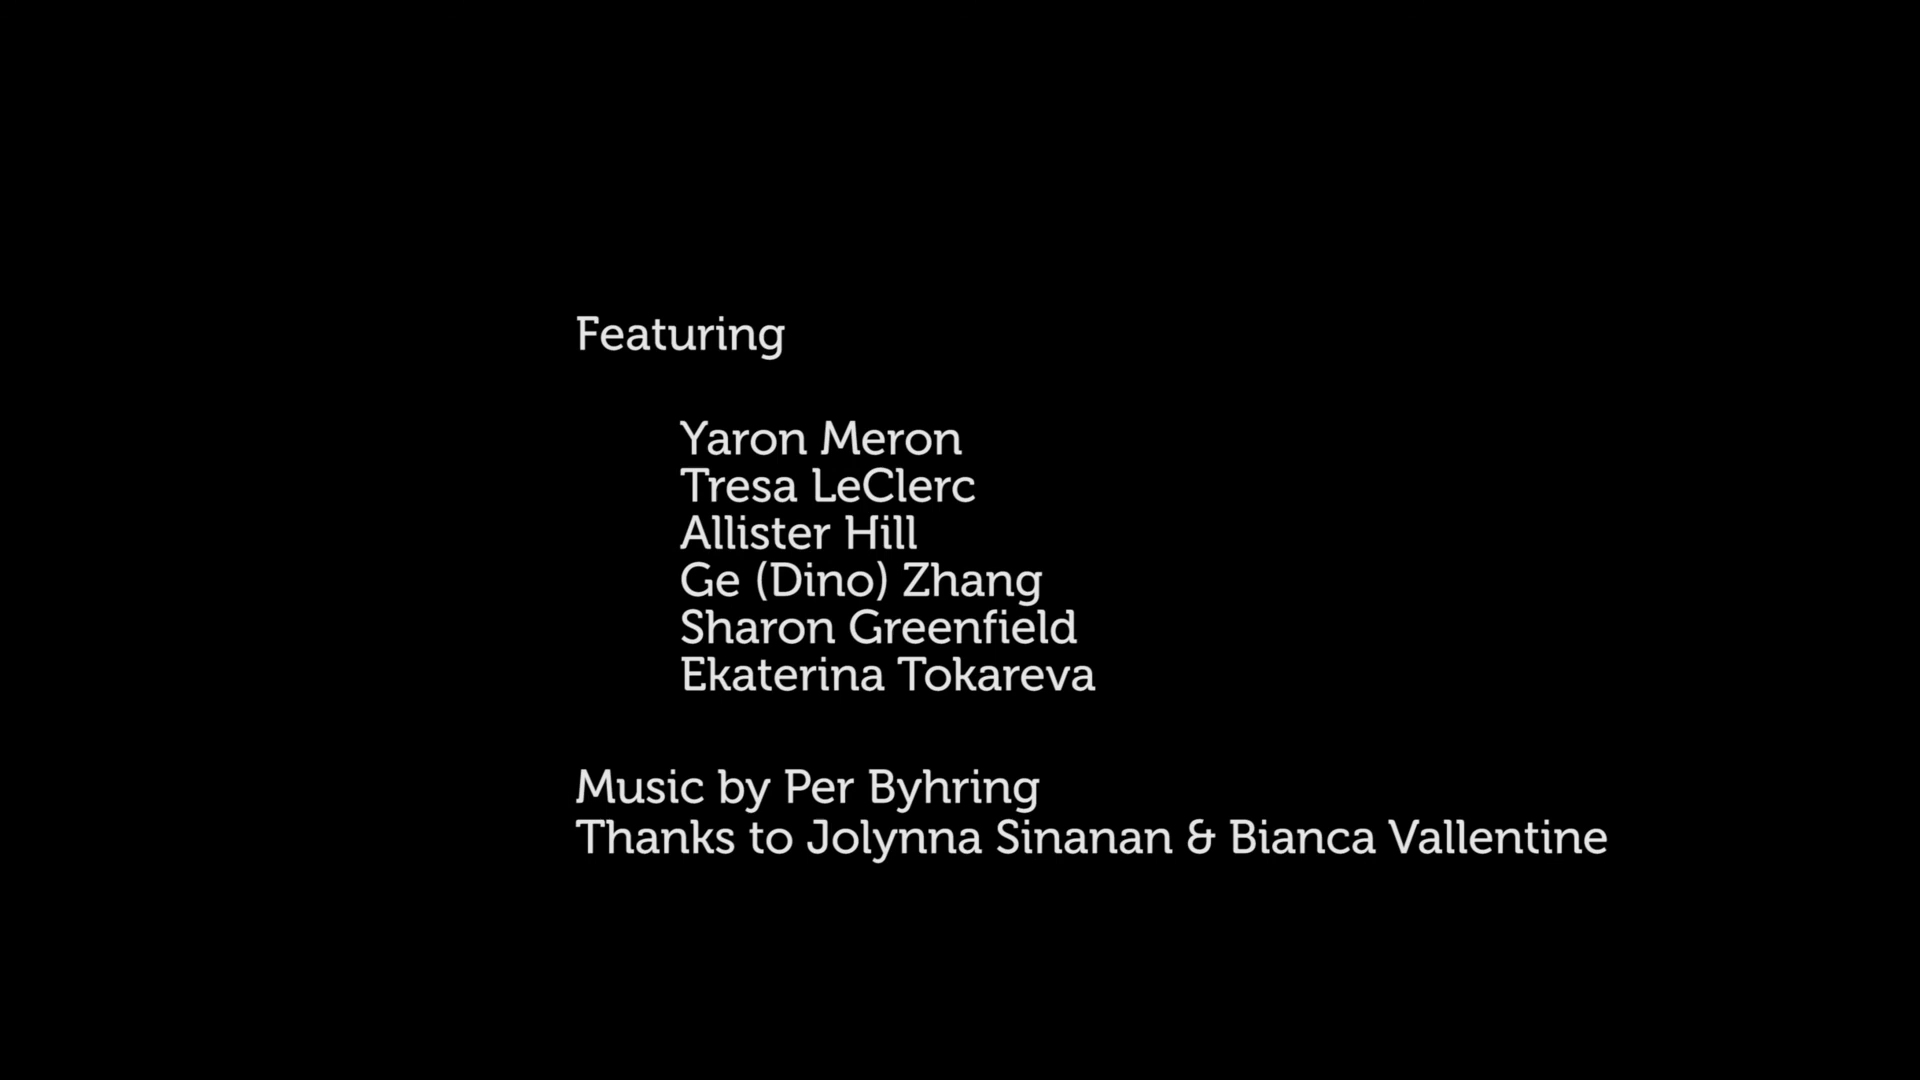 Featuring
Yaron Meron
Tresa LeClerc
Allister Hill
Ge (Dino) Zhang
Sharon Greenfield
Ekaterina Tokareva
Music by Per Byhring
Thanks to Jolynna Sinanan & Bianca Vallentine